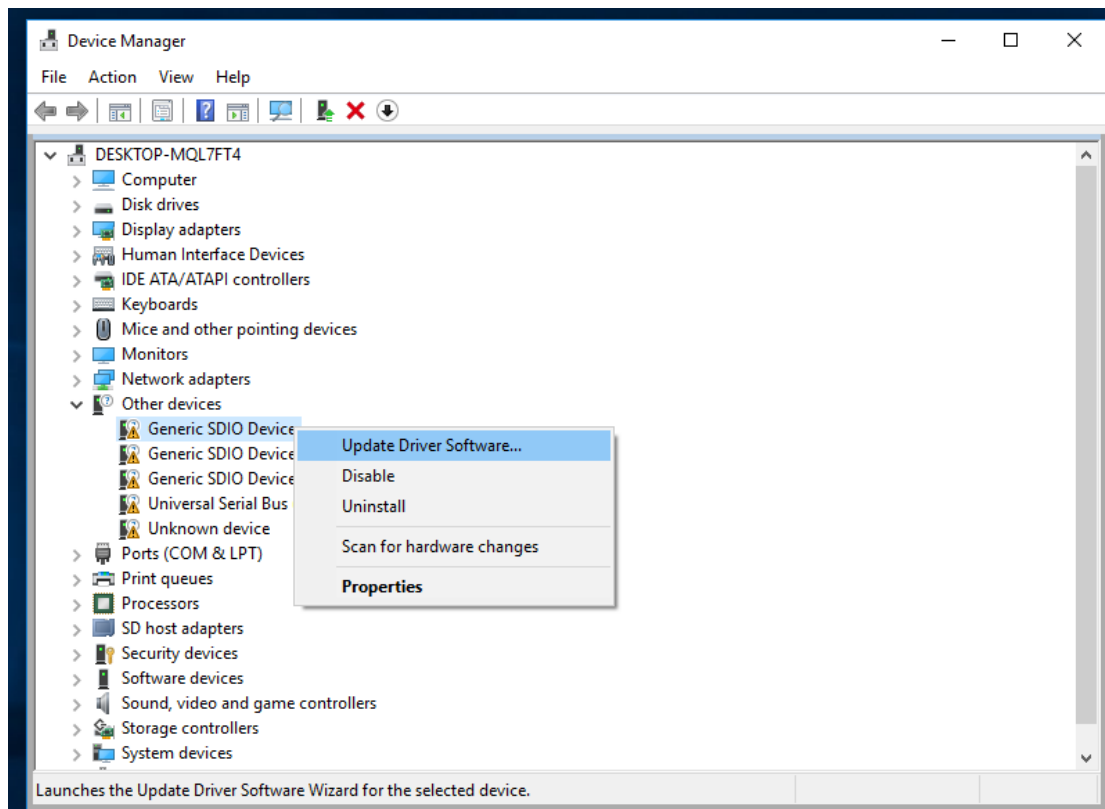 Device Manager
File Action View Help
DESKTOP-MQL7FT4
Computer
Disk drives
Display adapters
Human Interface Devices
IDE ATA/ATAPI controllers
Keyboards
Mice and other pointing devices
Monitors
Network adapters
Other devices
Generic SDIO Device
Generic SDIO Device
Generic SDIO Device
Universal Serial Bus
Unknown device
Update Driver Software...
Disable
Uninstall
Scan for hardware changes
Properties
Ports (COM & LPT)
Print queues
Processors
SD host adapters
Security devices
Software devices
Sound, video and game controllers
Storage controllers
System devices
Launches the Update Driver Software Wizard for the selected device.